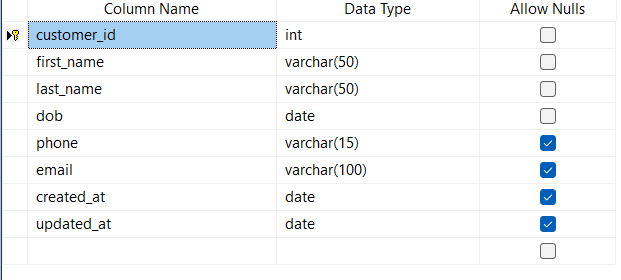 Column Name Data Type Allow Nulls
customer_id int
first_name varchar(50)
last_name varchar(50)
dob date
phone varchar(15)
email varchar(100)
created_at date
updated_at date